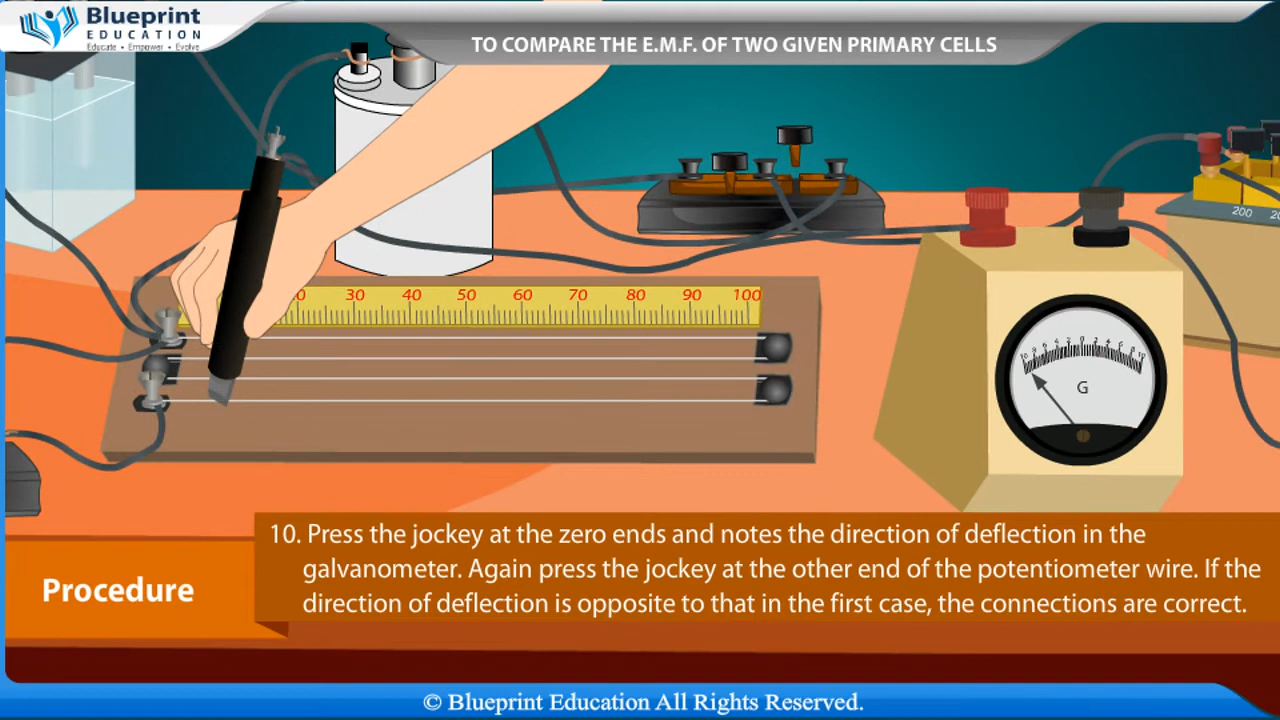 Blueprint
EDUCATION
Educate • Empower • Evolve
TO COMPARE THE E.M.F. OF TWO GIVEN PRIMARY CELLS
200
30 40 50 60 70 80 90 100
G
10. Press the jockey at the zero ends and notes the direction of deflection in the
galvanometer. Again press the jockey at the other end of the potentiometer wire. If the
direction of deflection is opposite to that in the first case, the connections are correct.
Procedure
© Blueprint Education All Rights Reserved.